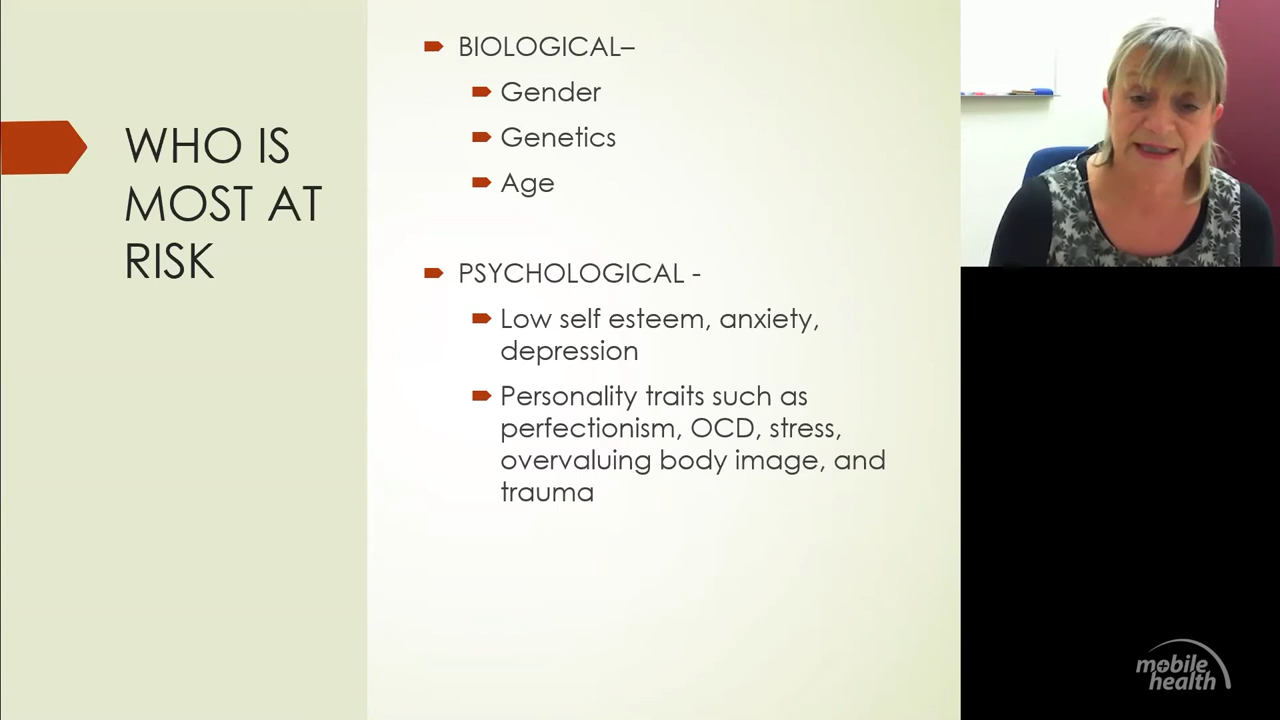 WHO IS
MOST AT
RISK
BIOLOGICAL–
Gender
Genetics
Age
PSYCHOLOGICAL -
Low self esteem, anxiety,
depression
Personality traits such as
perfectionism, OCD, stress,
overvaluing body image, and
trauma
mobile
health